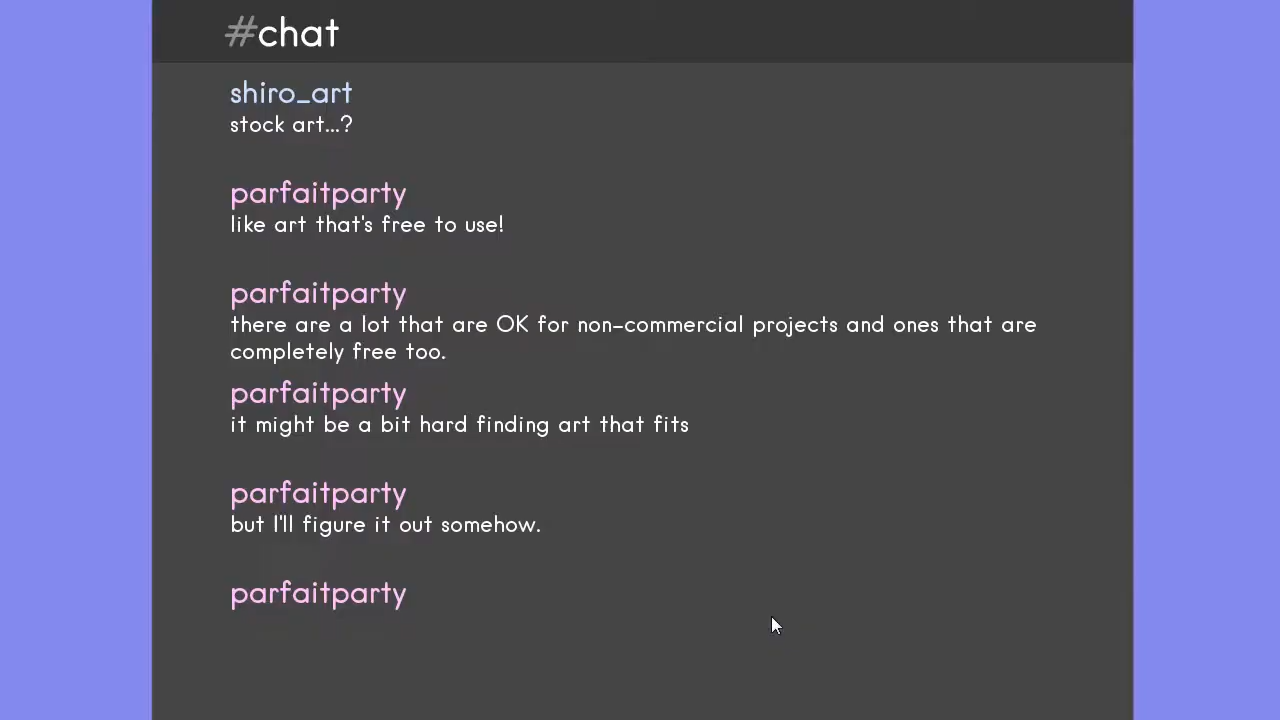 #chat
shiro_art
stock art...?
parfaitparty
like art that's free to use!
parfaitparty
there are a lot that are OK for non-commercial projects and ones that are
completely free too.
parfaitparty
it might be a bit hard finding art that fits
parfaitparty
but I'll figure it out somehow.
parfaitparty